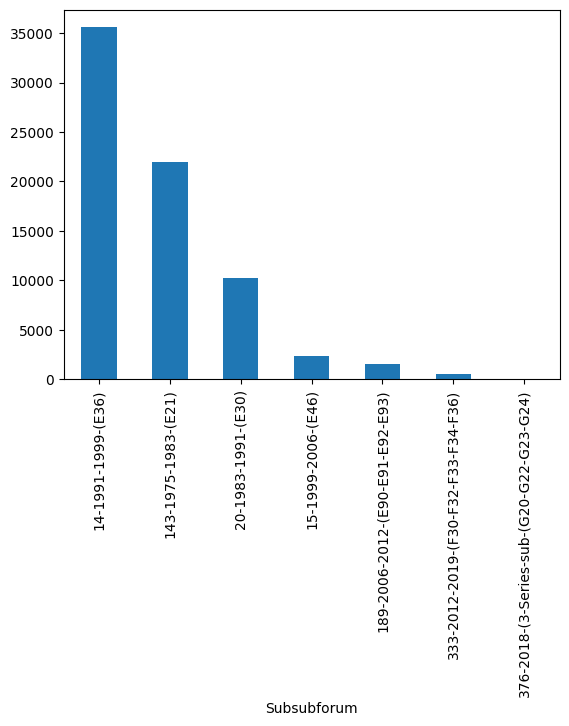 35000
30000
25000
20000
15000
10000
5000
0
14-1991-1999-(E36)
143-1975-1983-(E21)
20-1983-1991-(E30)
15-1999-2006-(E46)
189-2006-2012-(E90-E91-E92-E93)
333-2012-2019-(F30-F32-F33-F34-F36)
376-2018-(3-Series-sub-(G20-G22-G23-G24)
Subsubforum